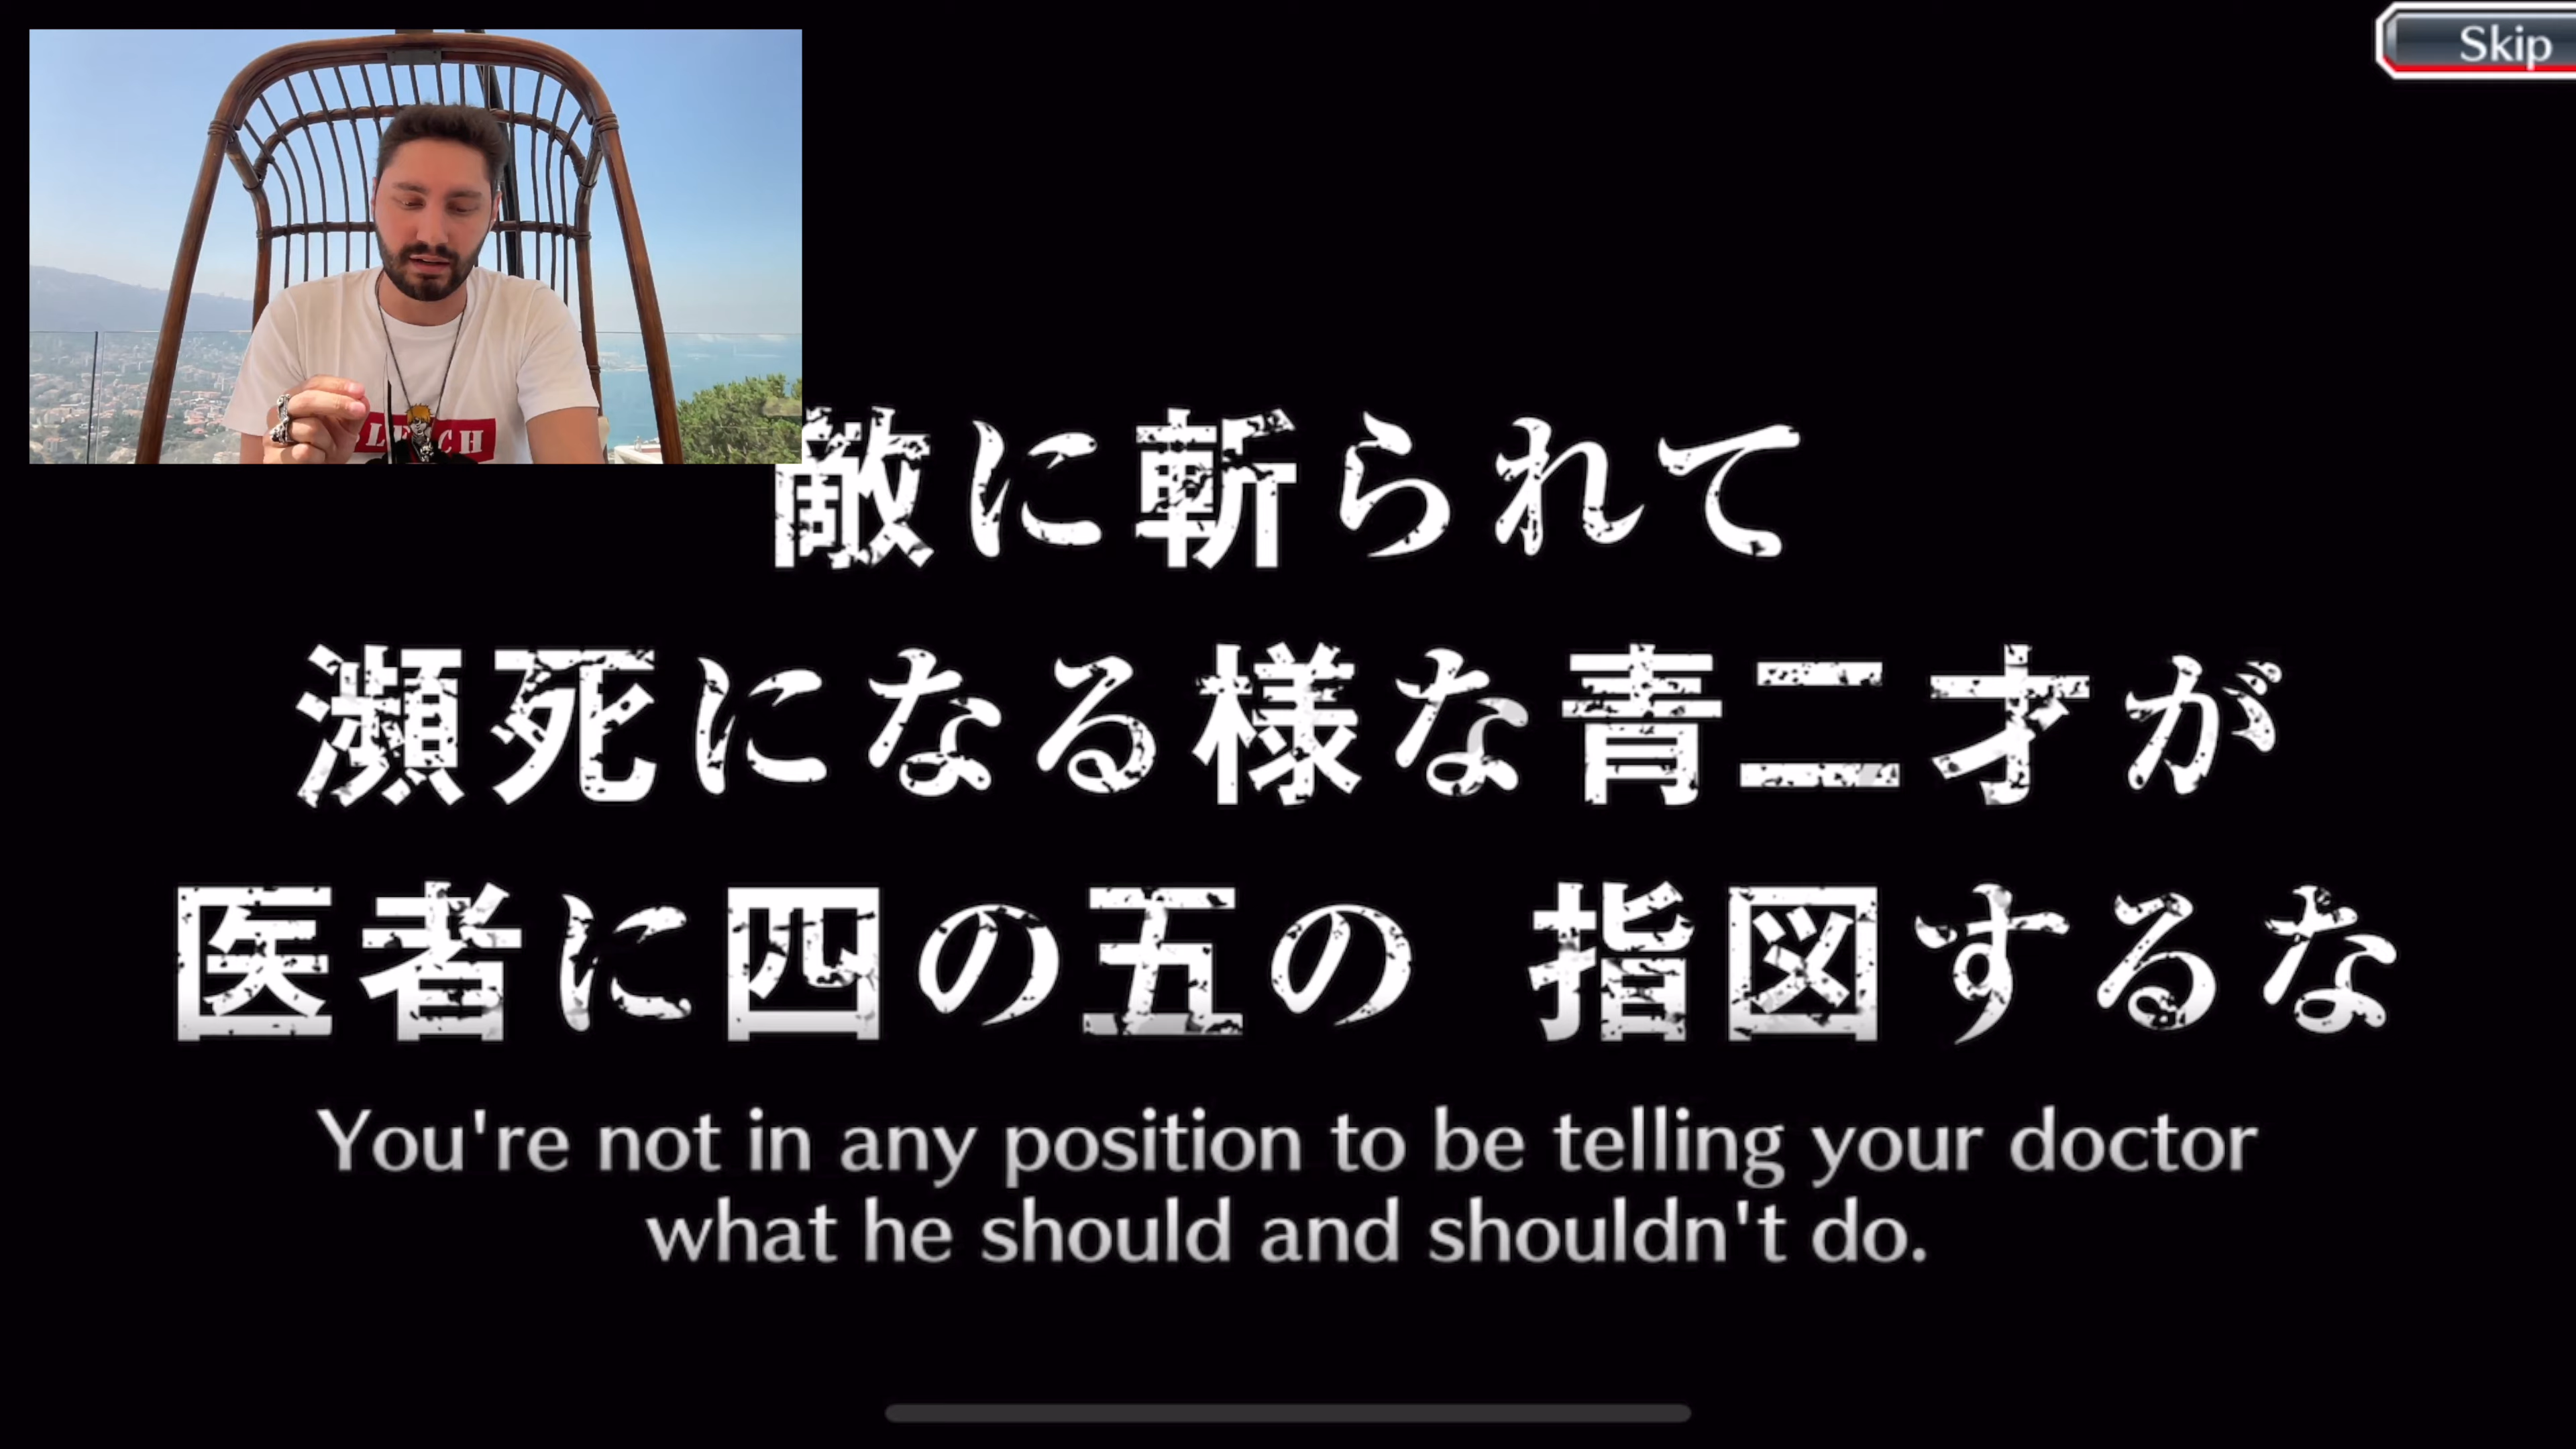 Skip
敵に斬られて
瀕死になる様な青二才が
医者に四の五の 指図するな
You're not in any position to be telling your doctor
what he should and shouldn't do.